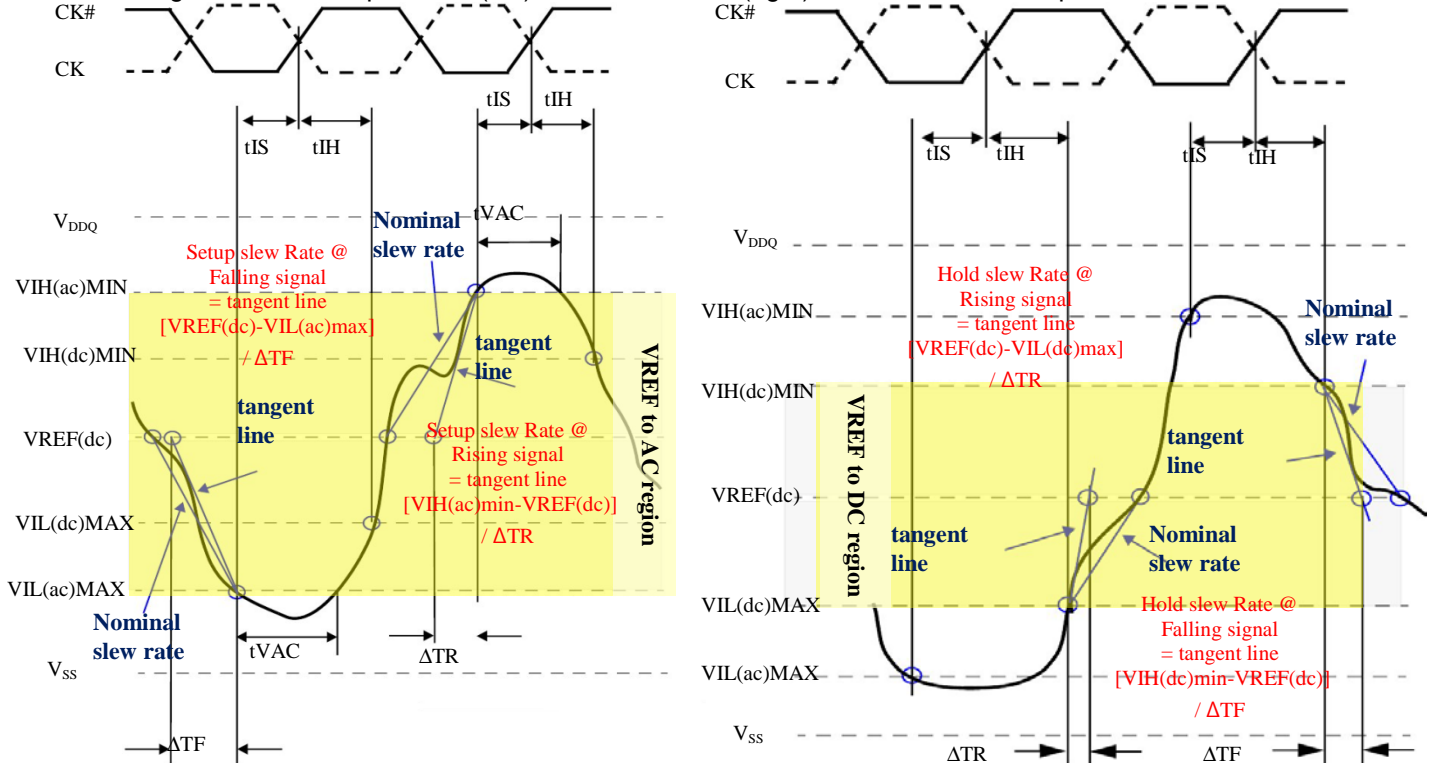 CK#
CK
tIS
tIH
tIS
tIH
VDDQ
Nominal
slew rate
tVAC
Setup slew Rate @
Falling signal
= tangent line
[VREF(dc)-VIL(ac)max]
/ ΔTF
VIH(ac)MIN
VIH(dc)MIN
tangent
line
tangent
line
VREF(dc)
Setup slew Rate @
Rising signal
= tangent line
[VIH(ac)min-VREF(dc)]
/ ΔTR
VREF to AC region
VIL(dc)MAX
VIL(ac)MAX
Nominal
slew rate
tVAC
ΔTR
VSS
ΔTF
CK#
CK
tIS
tIH
tIS
tIH
VDDQ
Hold slew Rate @
Rising signal
= tangent line
[VREF(dc)-VIL(dc)max]
/ ΔTR
VIH(ac)MIN
Nominal
slew rate
VIH(dc)MIN
VREF to DC region
tangent
line
VREF(dc)
tangent
line
Nominal
slew rate
VIL(dc)MAX
Hold slew Rate @
Falling signal
= tangent line
[VIH(dc)min-VREF(dc)]
/ ΔTF
VIL(ac)MAX
VSS
ΔTR
ΔTF